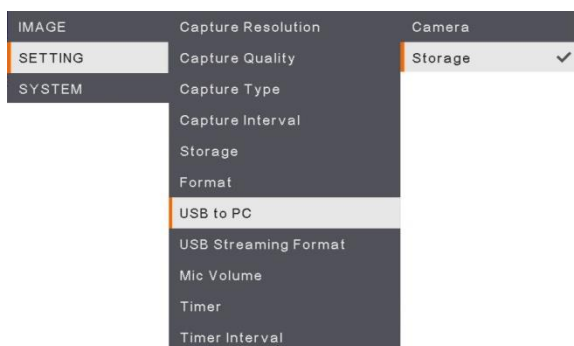 IMAGE
SETTING
SYSTEM
Capture Resolution
Capture Quality
Capture Type
Capture Interval
Storage
Format
USB to PC
USB Streaming Format
Mic Volume
Timer
Timer Interval
Camera
Storage ✓